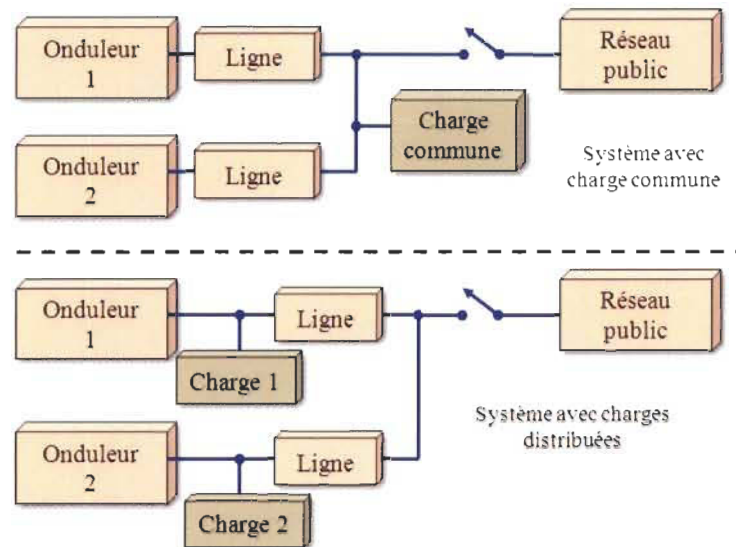 Onduleur
1
Ligne
Réseau
public
Charge
commune
Onduleur
2
Ligne
Système avec
charge commune
Onduleur
1
Ligne
Réseau
public
Charge 1
Système avec charges
distribuées
Onduleur
2
Ligne
Charge 2